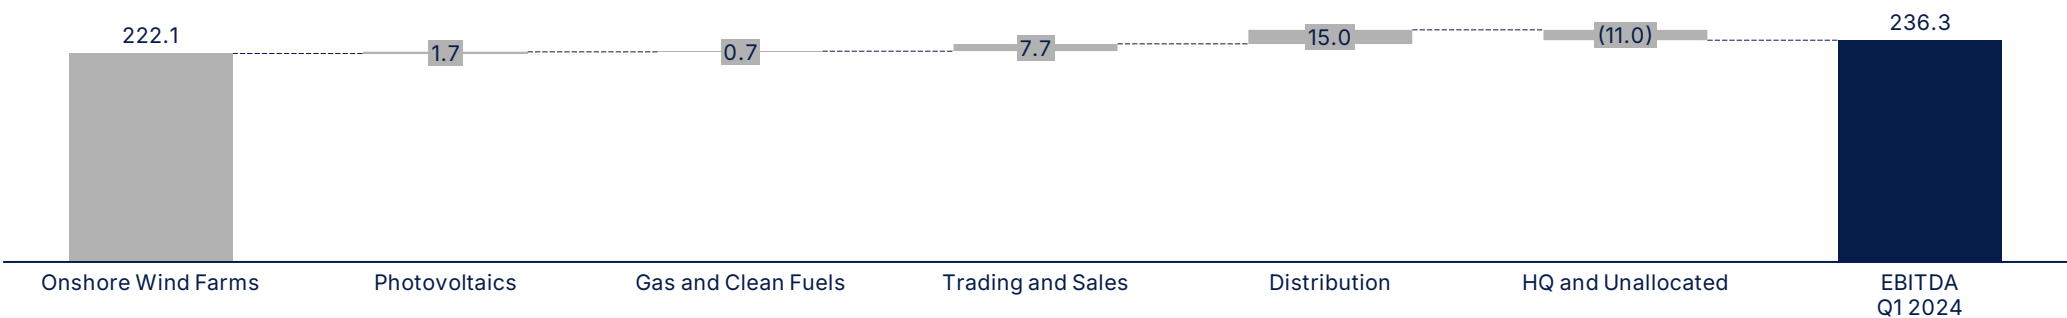 222.1
1.7
0.7
7.7
15.0
(11.0)
236.3
Onshore Wind Farms
Photovoltaics
Gas and Clean Fuels
Trading and Sales
Distribution
HQ and Unallocated
EBITDA
Q1 2024